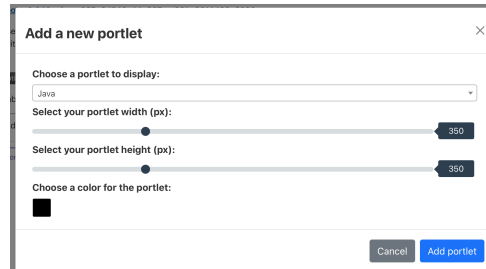 Add a new portlet
Choose a portlet to display:
Java
Select your portlet width (px):
350
Select your portlet height (px):
350
Choose a color for the portlet:
Cancel
Add portlet